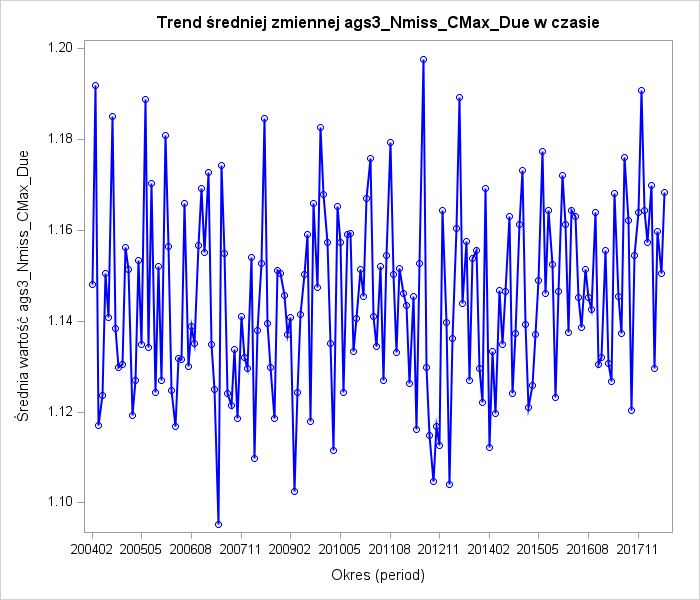 Trend średniej zmiennej ags3_Nmiss_CMax_Due w czasie
Średnia wartość ags3_Nmiss_CMax_Due
1.20
1.18
1.16
1.14
1.12
1.10
200402 200505 200608 200711 200902 201005 201108 201211 201402 201505 201608 201711
Okres (period)